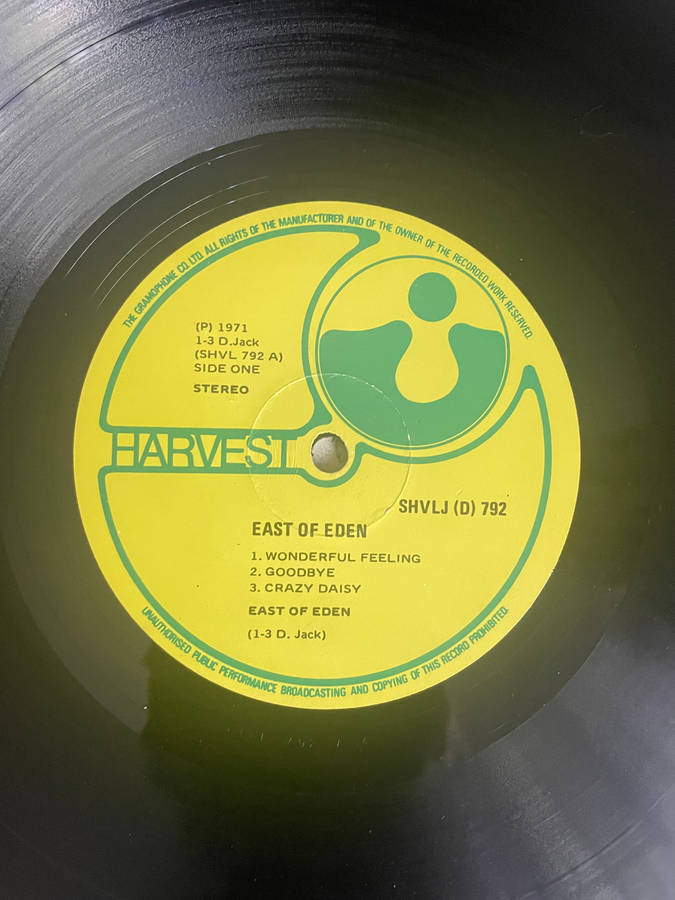 THE GRAMOPHONE CO. LTD. ALL RIGHTS OF THE MANUFACTURER AND OF THE OWNER OF THE RECORDED WORK RESERVED.
(P) 1971
1-3 D.Jack
(SHVL 792 A)
SIDE ONE
STEREO
HARVEST
SHVLJ (D) 792
EAST OF EDEN
1. WONDERFUL FEELING
2. GOODBYE
3. CRAZY DAISY
EAST OF EDEN
(1-3 D. Jack)
UNAUTHORISED PUBLIC PERFORMANCE BROADCASTING AND COPYING OF THIS RECORD PROHIBITED.